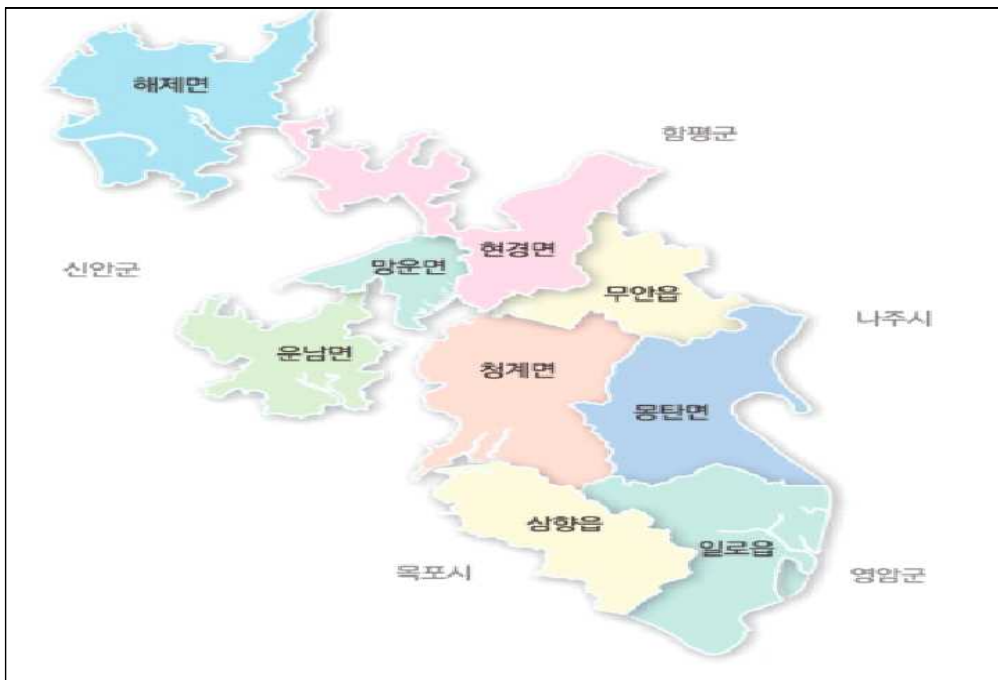 해제면
함평군
현경면
신안군
망운면
무안읍
나주시
운남면
청계면
몽탄면
삼향읍
일로읍
목포시
영암군